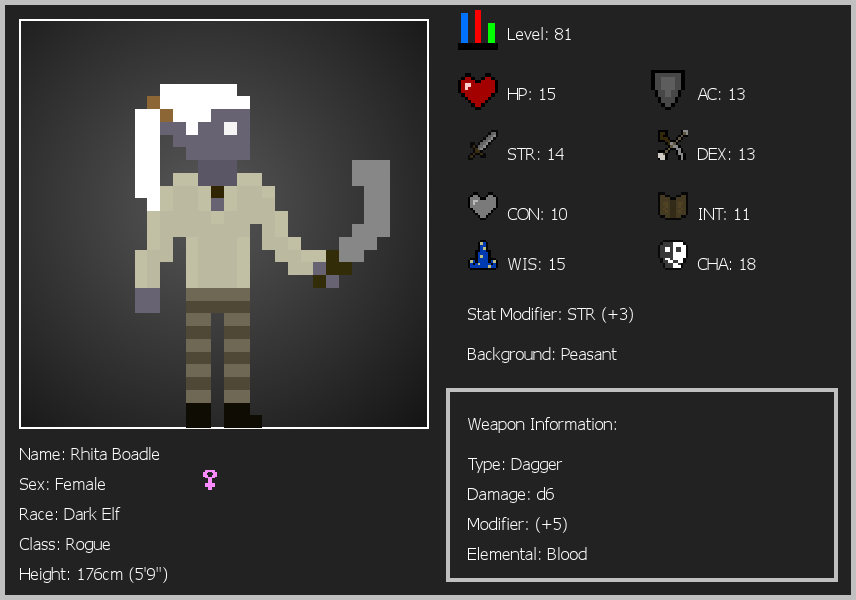 Level: 81
HP: 15
AC: 13
STR: 14
DEX: 13
CON: 10
INT: 11
WIS: 15
CHA: 18
Stat Modifier: STR (+3)
Background: Peasant
Weapon Information:
Type: Dagger
Damage: d6
Modifier: (+5)
Elemental: Blood
Name: Rhita Boadle
Sex: Female
Race: Dark Elf
Class: Rogue
Height: 176cm (5'9")